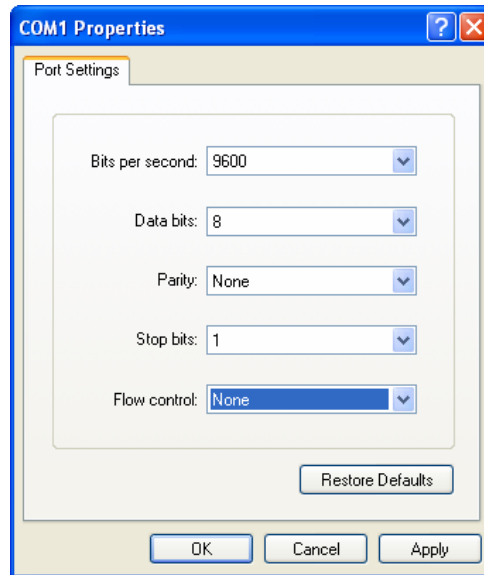 COM1 Properties
Port Settings
Bits per second: 9600
Data bits: 8
Parity: None
Stop bits: 1
Flow control: None
Restore Defaults
OK Cancel Apply